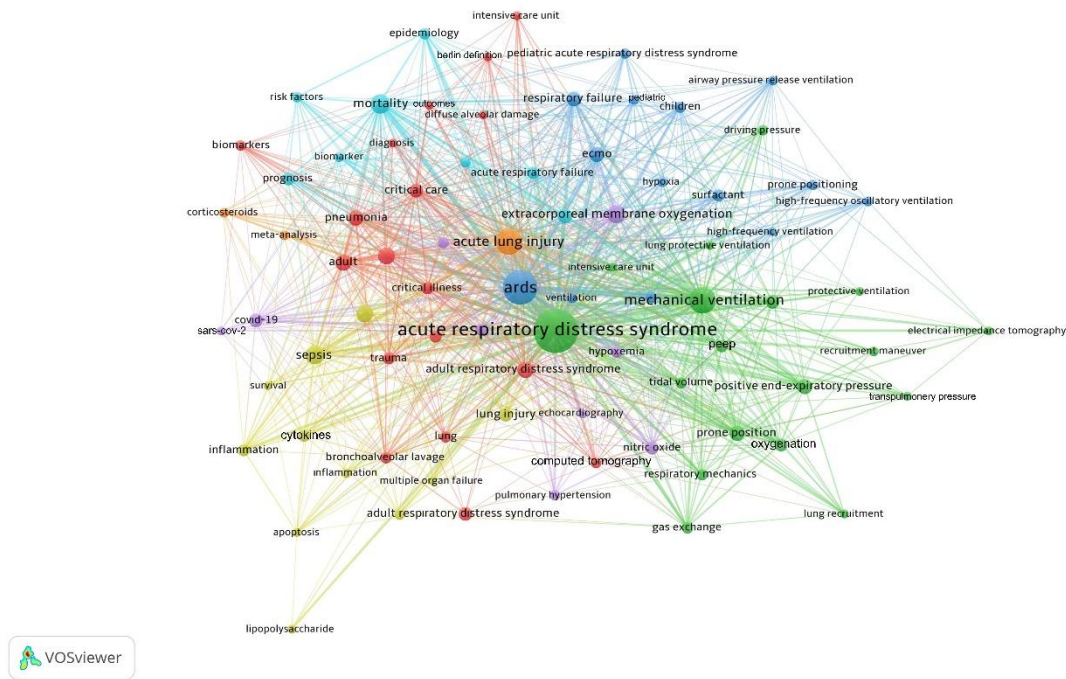 intensive care unit
epidemiology
berlin definition
pediatric acute respiratory distress syndrome
airway pressure release ventilation
risk factors
mortality
outcomes
respiratory failure
pediatric
children
diffuse alveolar damage
driving pressure
biomarkers
diagnosis
biomarker
ecmo
acute respiratory failure
prognosis
critical care
hypoxia
surfactant
prone positioning
high-frequency oscillatory ventilation
corticosteroids
pneumonia
extracorporeal membrane oxygenation
meta-analysis
acute lung injury
high-frequency ventilation
lung protective ventilation
adult
intensive care unit
critical illness
ards
ventilation
mechanical ventilation
protective ventilation
covid-19
sars-cov-2
acute respiratory distress syndrome
electrical impedance tomography
sepsis
trauma
hypoxemia
peep
recruitment maneuver
adult respiratory distress syndrome
survival
tidal volume
positive end-expiratory pressure
transpulmonery pressure
lung injury
echocardiography
cytokines
lung
prone position
oxygenation
inflammation
nitric oxide
bronchoalveolar lavage
computed tomography
inflammation
multiple organ failure
respiratory mechanics
pulmonary hypertension
adult respiratory distress syndrome
lung recruitment
apoptosis
gas exchange
lipopolysaccharide
VOSviewer